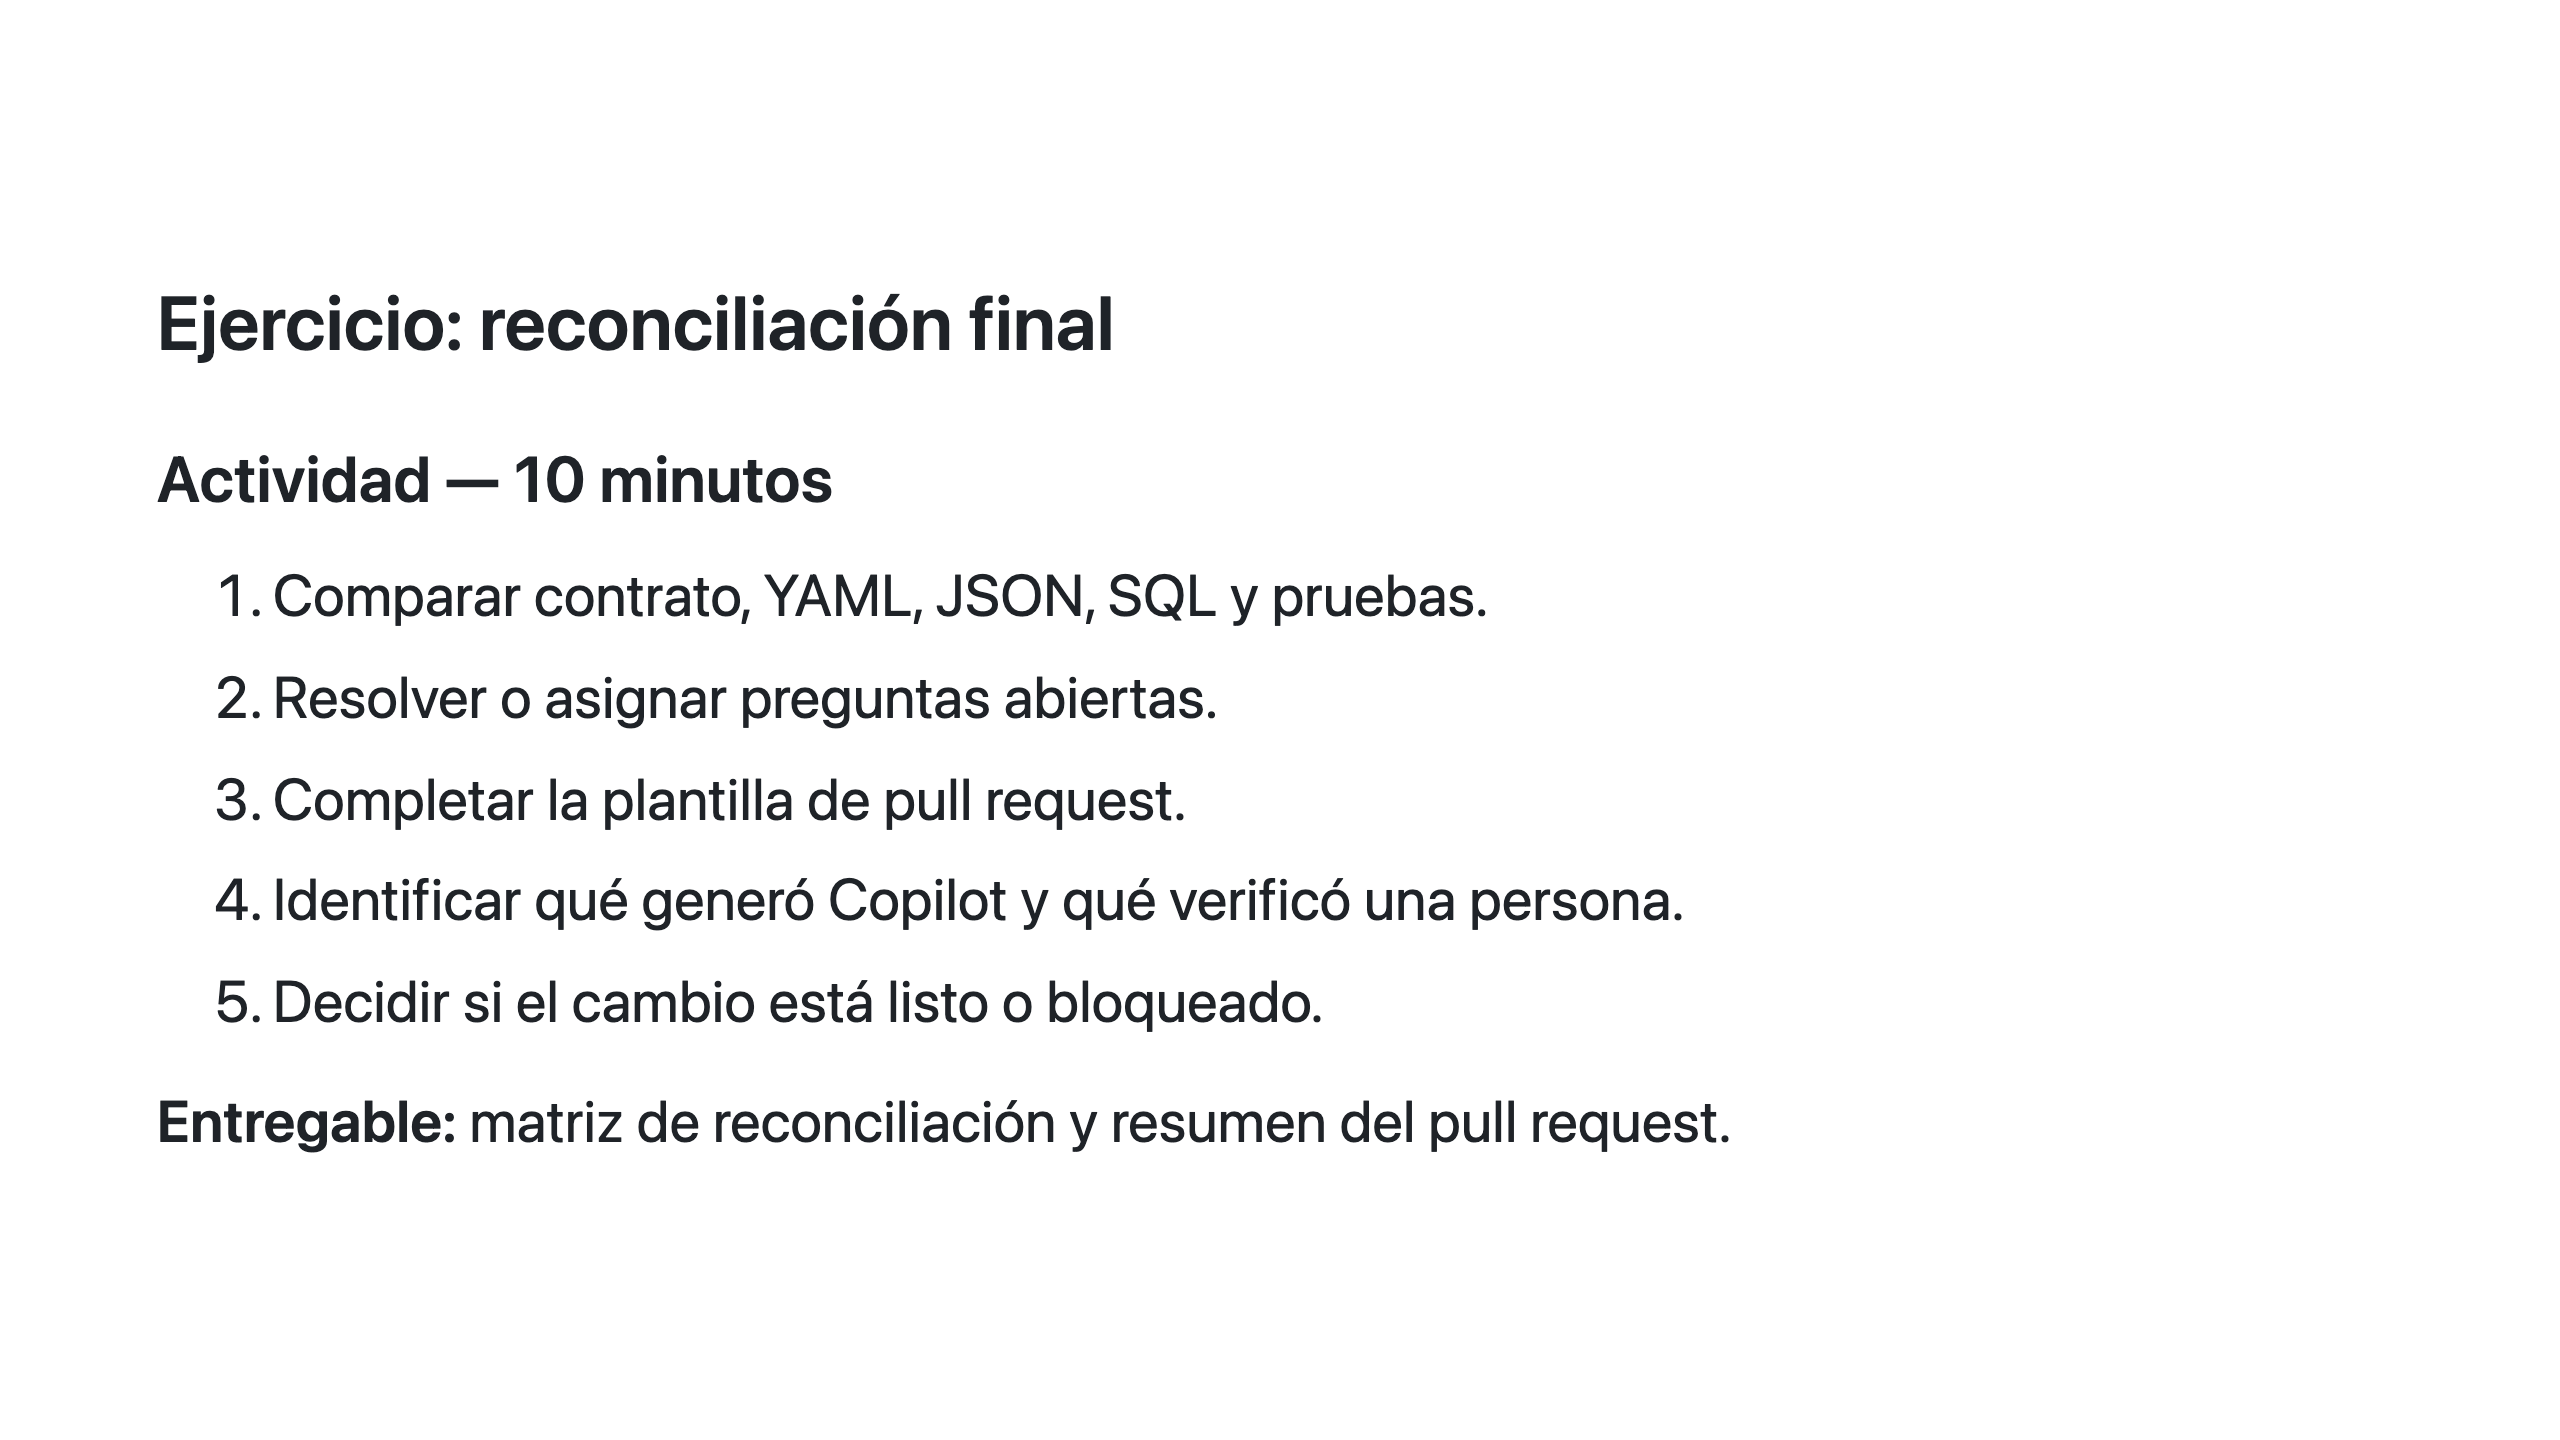 Ejercicio: reconciliación final
Actividad — 10 minutos
1. Comparar contrato, YAML, JSON, SQL y pruebas.
2. Resolver o asignar preguntas abiertas.
3. Completar la plantilla de pull request.
4. Identificar qué generó Copilot y qué verificó una persona.
5. Decidir si el cambio está listo o bloqueado.
Entregable: matriz de reconciliación y resumen del pull request.